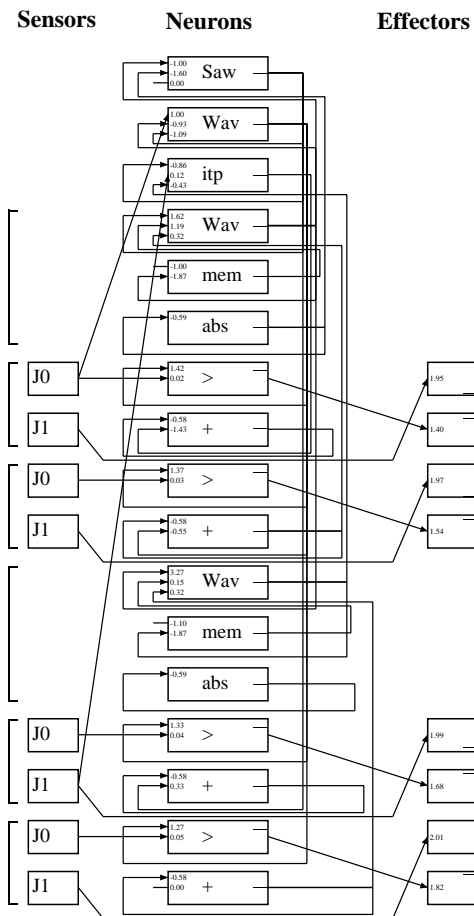 Sensors Neurons Effectors
-1.00
-1.60 Saw
0.00
1.00
-0.93 Wav
-1.09
-0.86
0.12 itp
-0.43
1.62
1.19 Wav
0.32
-1.00
-1.87 mem
-0.59 abs
J0 1.42 > 1.95
0.02
J1 -0.58 + 1.40
-1.43
J0 1.37 > 1.97
0.03
J1 -0.58 + 1.54
-0.55
3.27
0.15 Wav
0.32
-1.10
-1.87 mem
-0.59 abs
J0 1.33 > 1.99
0.04
J1 -0.58 + 1.68
0.33
J0 1.27 > 2.01
0.05
J1 -0.58 + 1.82
0.00